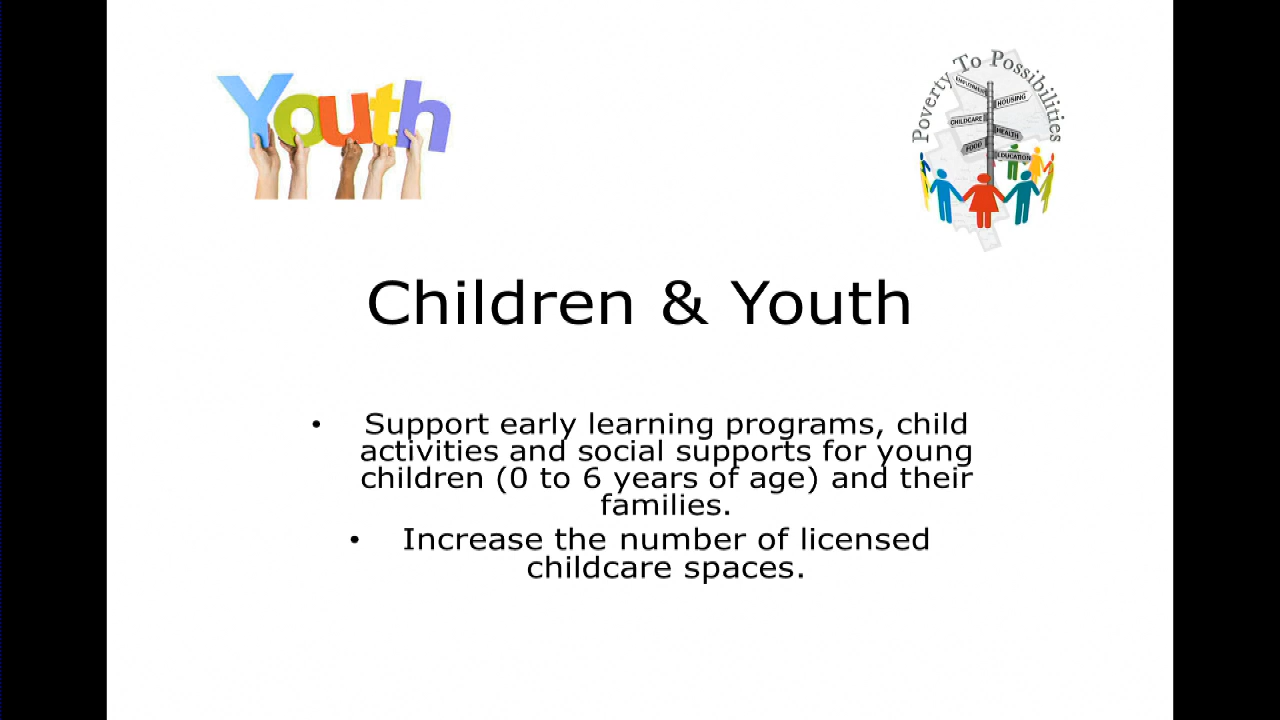 Youth
Poverty To Possibilities
HOUSING
CHILDCARE
HEALTH
FOOD
EDUCATION
Children & Youth
• Support early learning programs, child
activities and social supports for young
children (0 to 6 years of age) and their
families.
• Increase the number of licensed
childcare spaces.